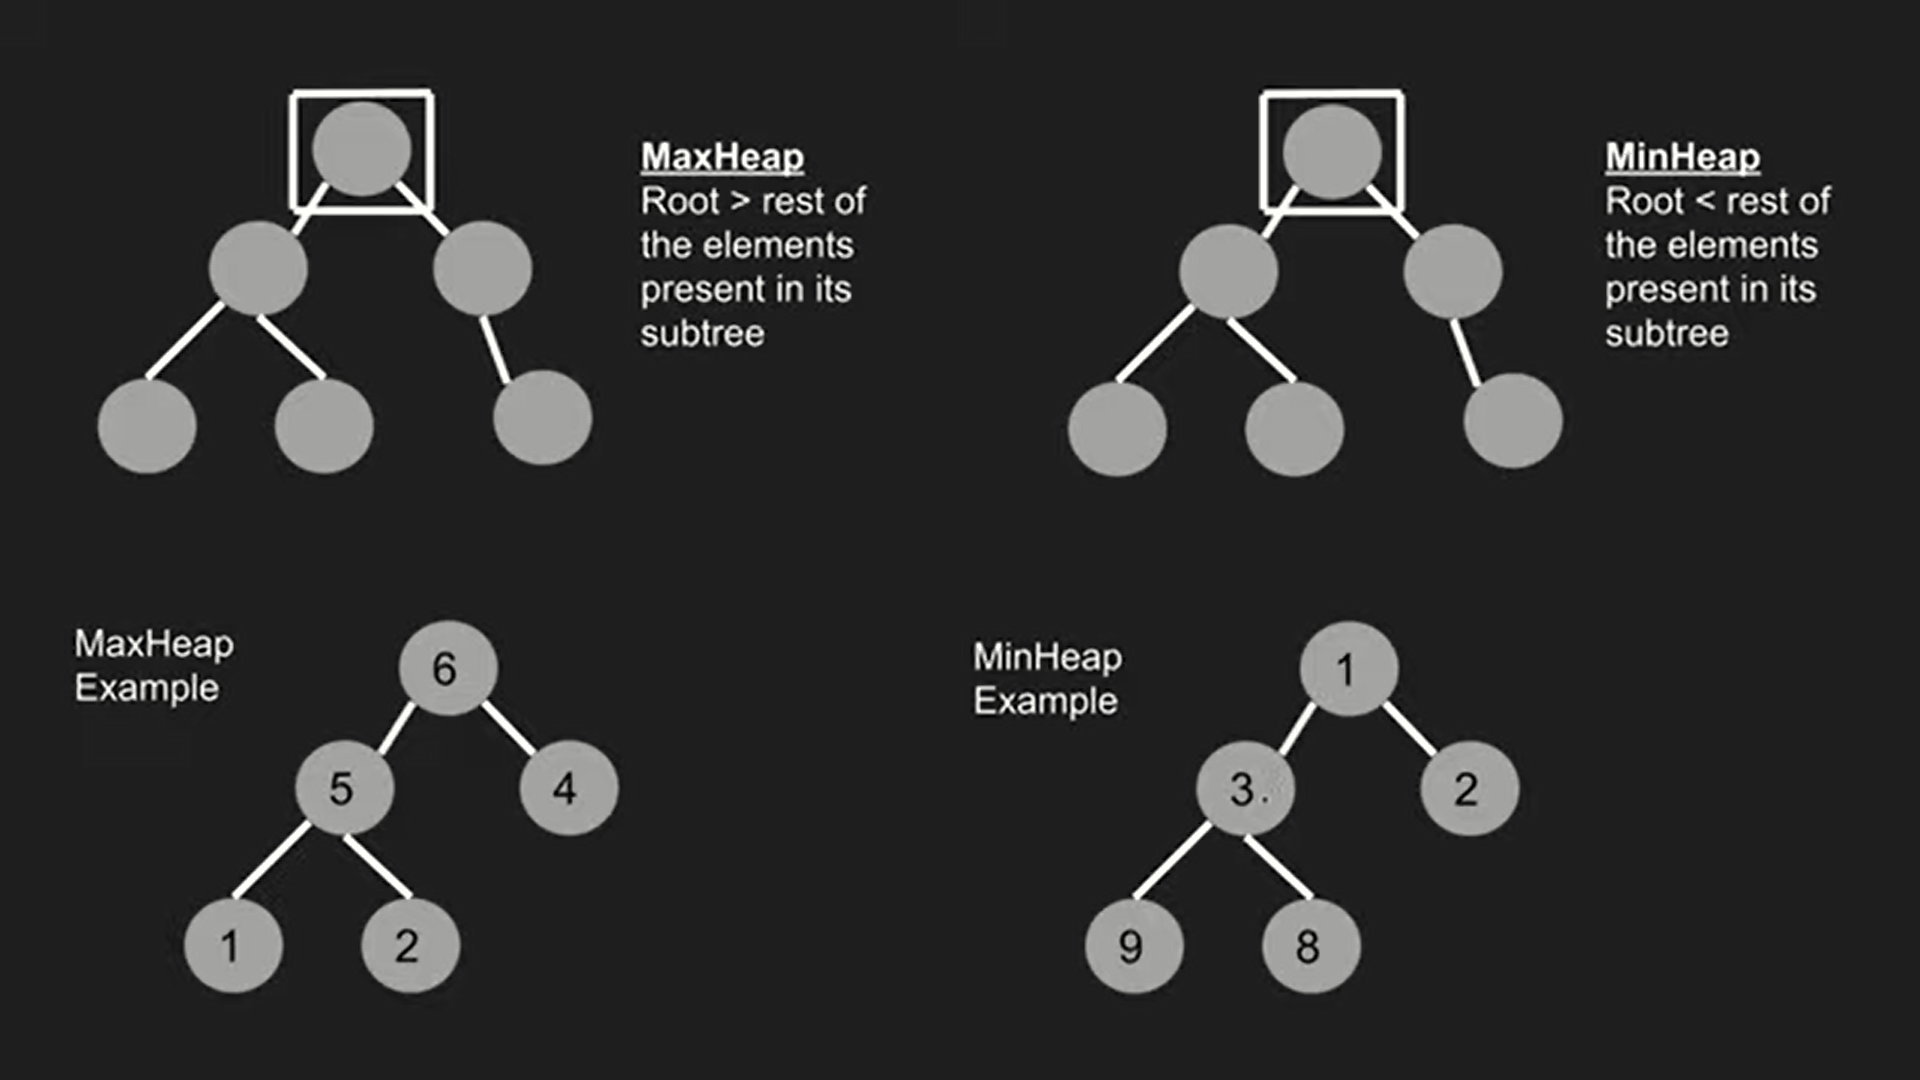 MaxHeap
Root > rest of
the elements
present in its
subtree
MinHeap
Root < rest of
the elements
present in its
subtree
MaxHeap
Example
6
5
4
1
2
MinHeap
Example
1
3.
2
9
8